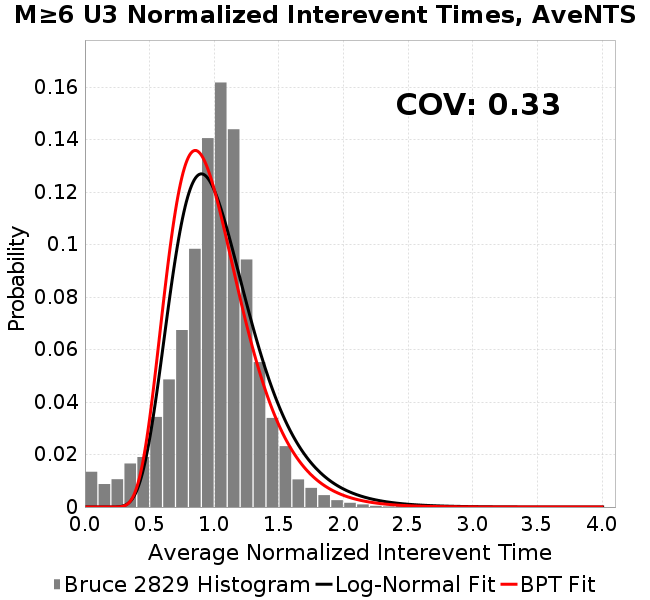 M≥6 U3 Normalized Interevent Times, AveNTS
COV: 0.33
Probability
0.16
0.14
0.12
0.1
0.08
0.06
0.04
0.02
0
0.0 0.5 1.0 1.5 2.0 2.5 3.0 3.5 4.0
Average Normalized Interevent Time
Bruce 2829 Histogram Log-Normal Fit BPT Fit